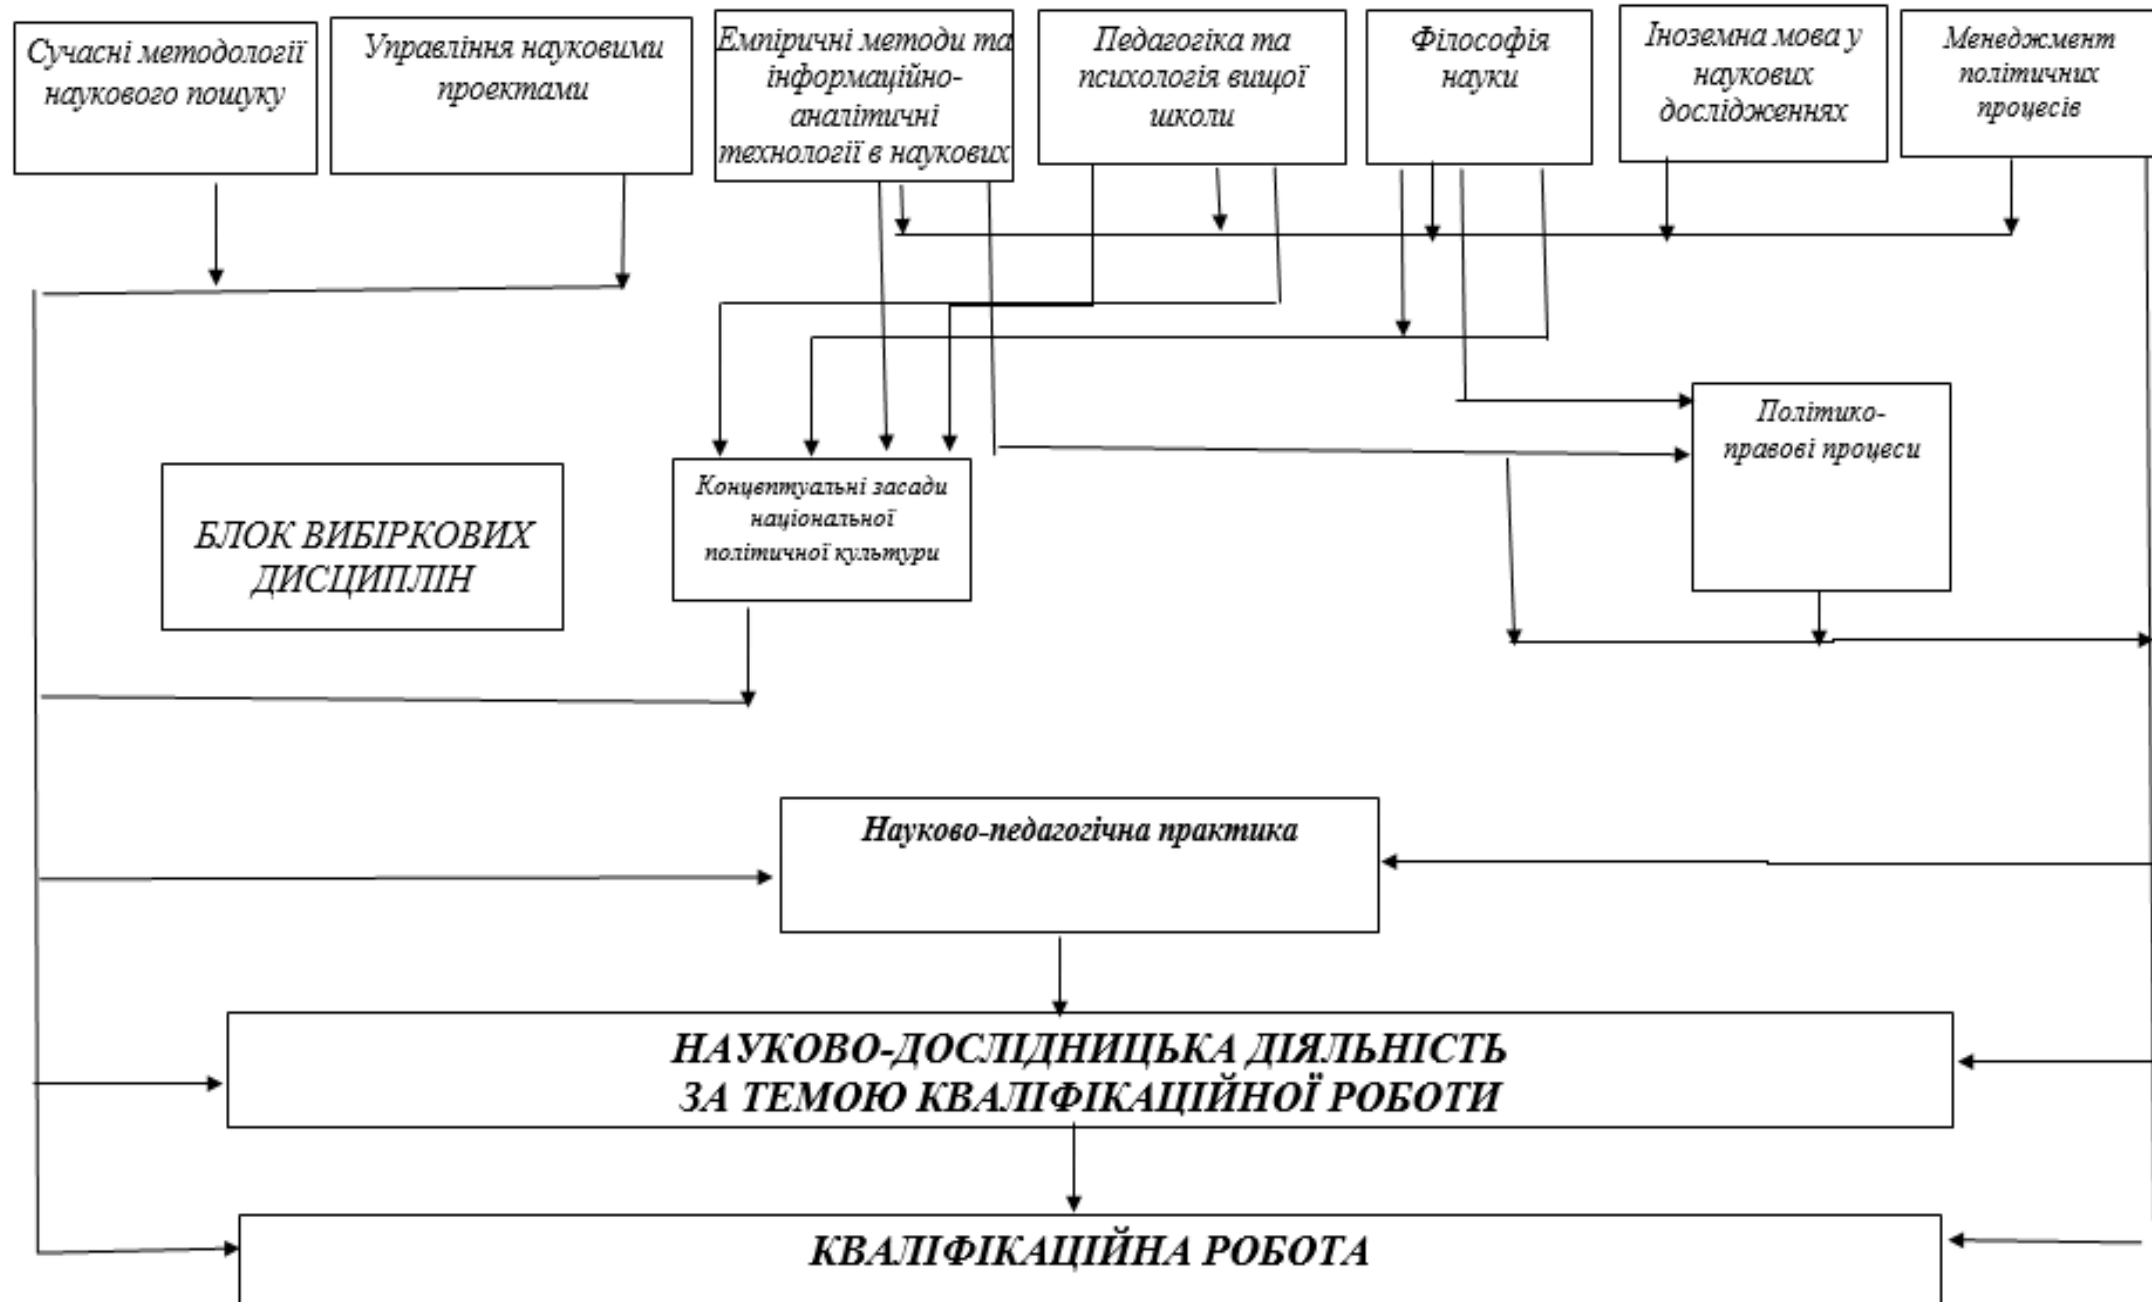 Сучасні методології
наукового пошуку
Управління науковими
проектами
Емпіричні методи та
інформаційно-
аналітичні
технології в наукових
Педагогіка та
психологія вищої
школи
Філософія
науки
Іноземна мова у
наукових
дослідженнях
Менеджмент
політичних
процесів
Політико-
правові процеси
Концептуальні засади
національної
політичної культури
БЛОК ВИБІРКОВИХ
ДИСЦИПЛІН
Науково-педагогічна практика
НАУКОВО-ДОСЛІДНИЦЬКА ДІЯЛЬНІСТЬ
ЗА ТЕМОЮ КВАЛІФІКАЦІЙНОЇ РОБОТИ
КВАЛІФІКАЦІЙНА РОБОТА